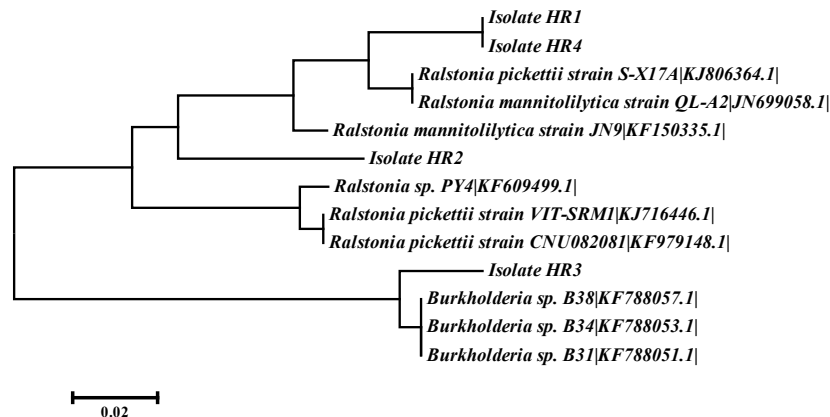 Isolate HR1
Isolate HR4
Ralstonia pickettii strain S-X17A|KJ806364.1|
Ralstonia mannitolilytica strain QL-A2|JN699058.1|
Ralstonia mannitolilytica strain JN9|KF150335.1|
Isolate HR2
Ralstonia sp. PY4|KF609499.1|
Ralstonia pickettii strain VIT-SRM1|KJ716446.1|
Ralstonia pickettii strain CNU082081|KF979148.1|
Isolate HR3
Burkholderia sp. B38|KF788057.1|
Burkholderia sp. B34|KF788053.1|
Burkholderia sp. B31|KF788051.1|
0.02